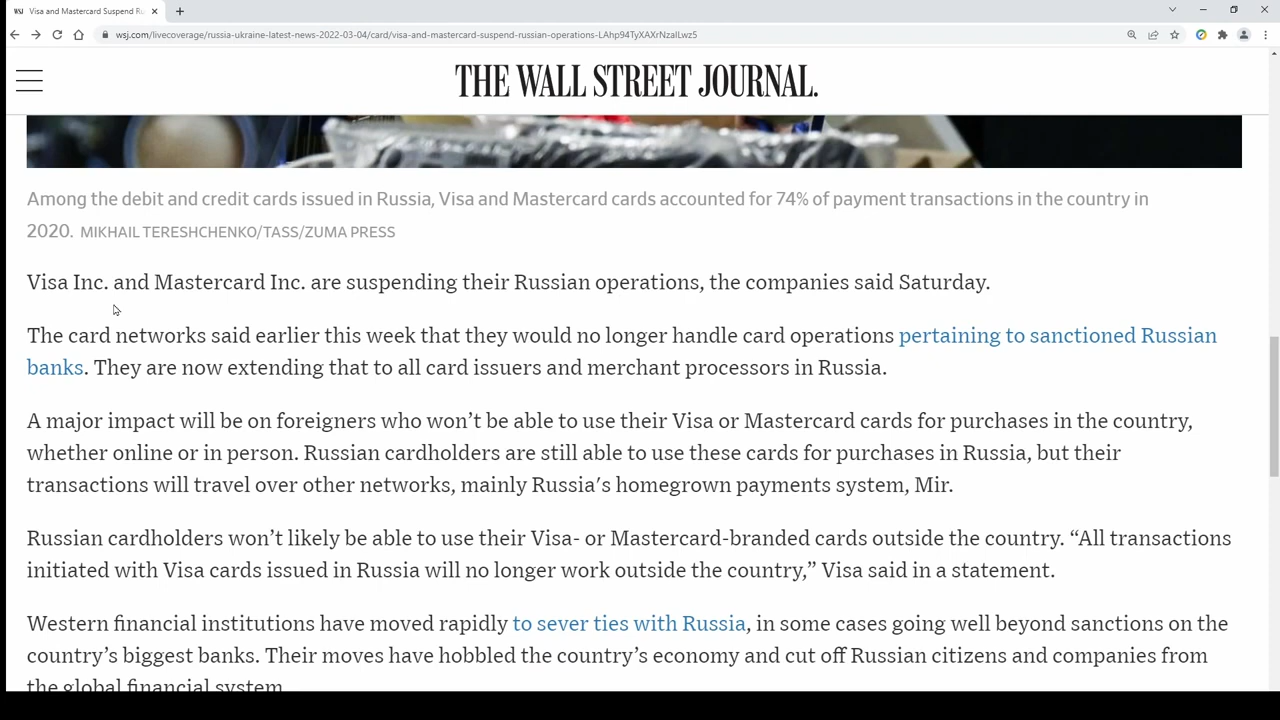 WSJ Visa and Mastercard Suspend Ru
wsj.com/livecoverage/russia-ukraine-latest-news-2022-03-04/card/visa-and-mastercard-suspend-russian-operations-LAhp94TyXAXrNzalLwz5
THE WALL STREET JOURNAL.
Among the debit and credit cards issued in Russia, Visa and Mastercard cards accounted for 74% of payment transactions in the country in
2020. MIKHAIL TERESHCHENKO/TASS/ZUMA PRESS
Visa Inc. and Mastercard Inc. are suspending their Russian operations, the companies said Saturday.
The card networks said earlier this week that they would no longer handle card operations pertaining to sanctioned Russian
banks. They are now extending that to all card issuers and merchant processors in Russia.
A major impact will be on foreigners who won’t be able to use their Visa or Mastercard cards for purchases in the country,
whether online or in person. Russian cardholders are still able to use these cards for purchases in Russia, but their
transactions will travel over other networks, mainly Russia's homegrown payments system, Mir.
Russian cardholders won’t likely be able to use their Visa- or Mastercard-branded cards outside the country. “All transactions
initiated with Visa cards issued in Russia will no longer work outside the country,” Visa said in a statement.
Western financial institutions have moved rapidly to sever ties with Russia, in some cases going well beyond sanctions on the
country’s biggest banks. Their moves have hobbled the country’s economy and cut off Russian citizens and companies from
the global financial system.